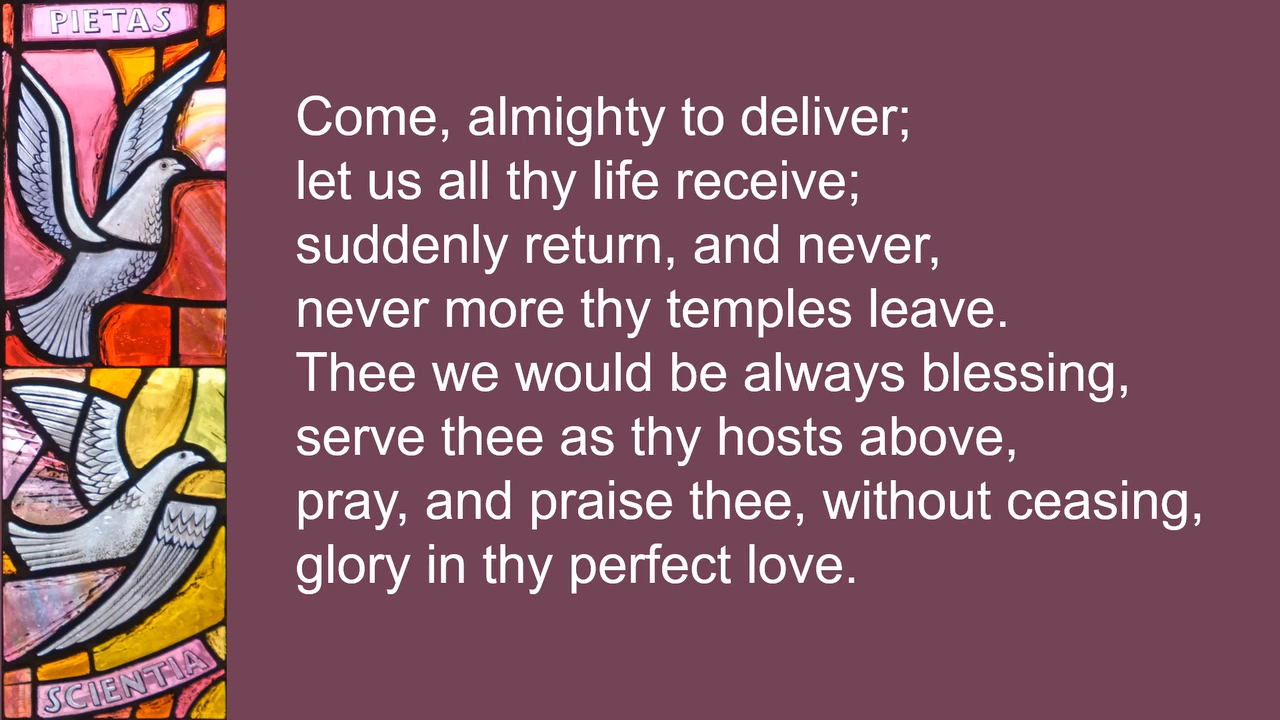 PIETAS
Come, almighty to deliver;
let us all thy life receive;
suddenly return, and never,
never more thy temples leave.
Thee we would be always blessing,
serve thee as thy hosts above,
pray, and praise thee, without ceasing,
glory in thy perfect love.
SCIENTIA